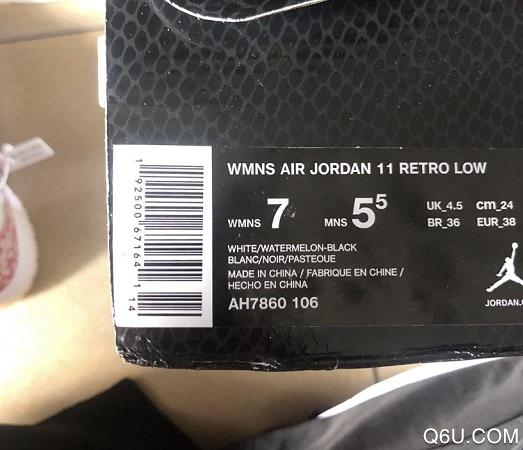 WMNS AIR JORDAN 11 RETRO LOW
WMNS 7 MNS 5⁵ UK_4.5 cm_24
BR_36 EUR_38
WHITE/WATERMELON-BLACK
BLANC/NOIR/PASTEQUE
MADE IN CHINA / FABRIQUE EN CHINE /
HECHO EN CHINA
AH7860 106
JORDAN.
1 92500 67164 1 14
Q6U.COM